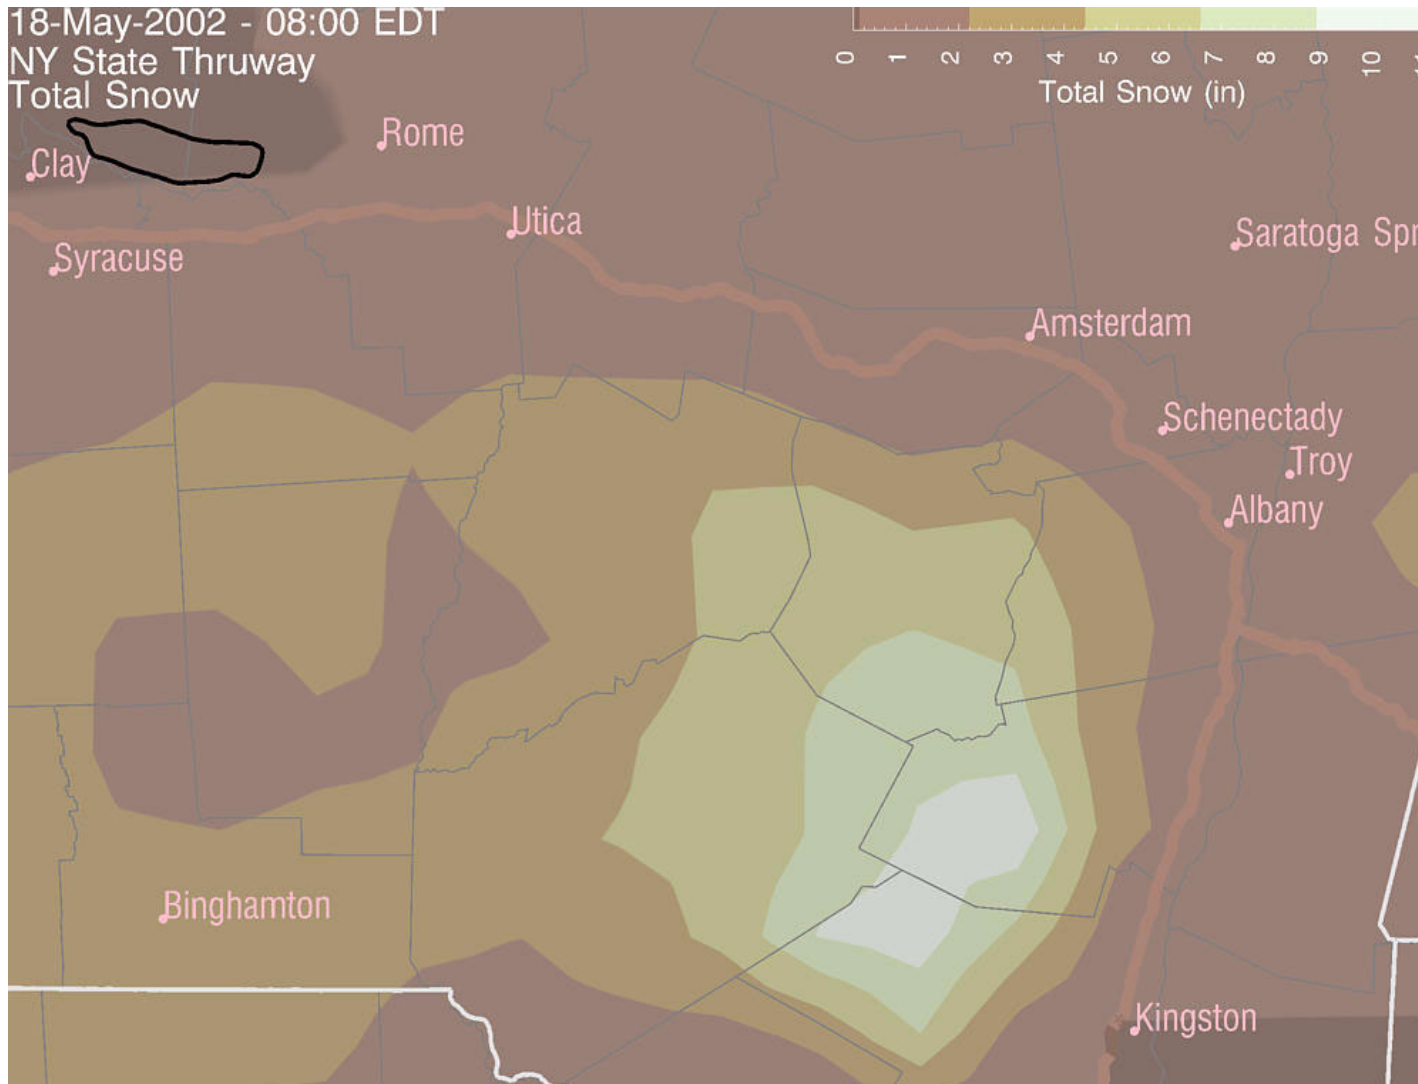 18-May-2002 - 08:00 EDT
NY State Thruway
Total Snow
0 1 2 3 4 5 6 7 8 9 10
Total Snow (in)
Rome
Clay
Utica
Saratoga Spr
Syracuse
Amsterdam
Schenectady
Troy
Albany
Binghamton
Kingston